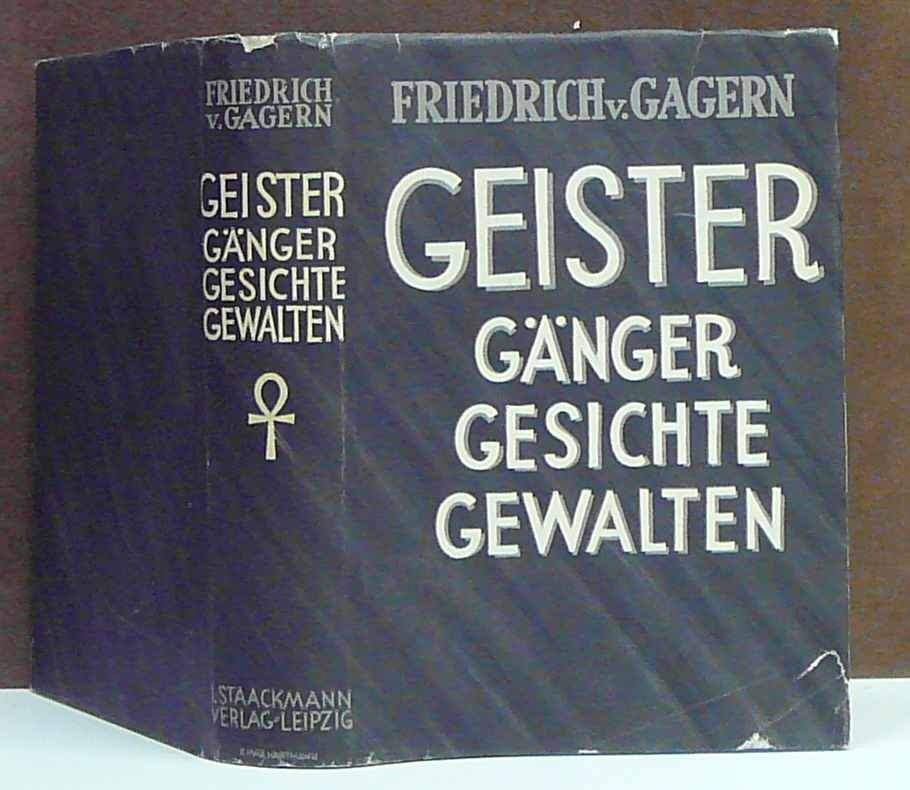 FRIEDRICH
v. GAGERN
GEISTER
GÄNGER
GESICHTE
GEWALTEN
L. STAACKMANN
VERLAG-LEIPZIG
FRIEDRICH v. GAGERN
GEISTER
GÄNGER
GESICHTE
GEWALTEN